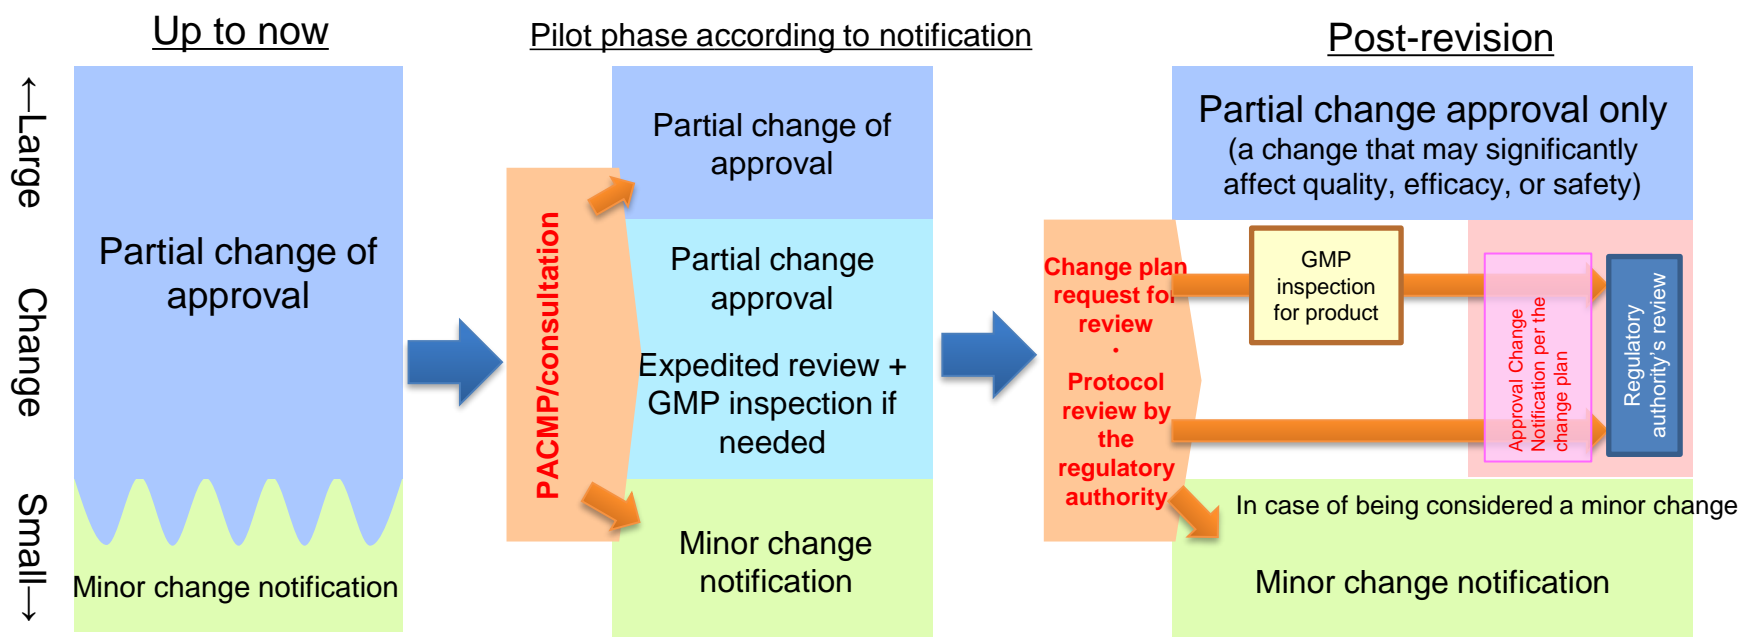 Up to now
Pilot phase according to notification
Post-revision
←Large
Change
Small→
Partial change of
approval
Minor change notification
PACMP/consultation
Partial change of
approval
Partial change
approval
Expedited review +
GMP inspection if
needed
Minor change
notification
Partial change approval only
(a change that may significantly
affect quality, efficacy, or safety)
Change plan
request for
review
・
Protocol
review by
the
regulatory
authority
GMP
inspection
for product
Approval Change
Notification per the
change plan
Regulatory
authority's review
In case of being considered a minor change
Minor change notification